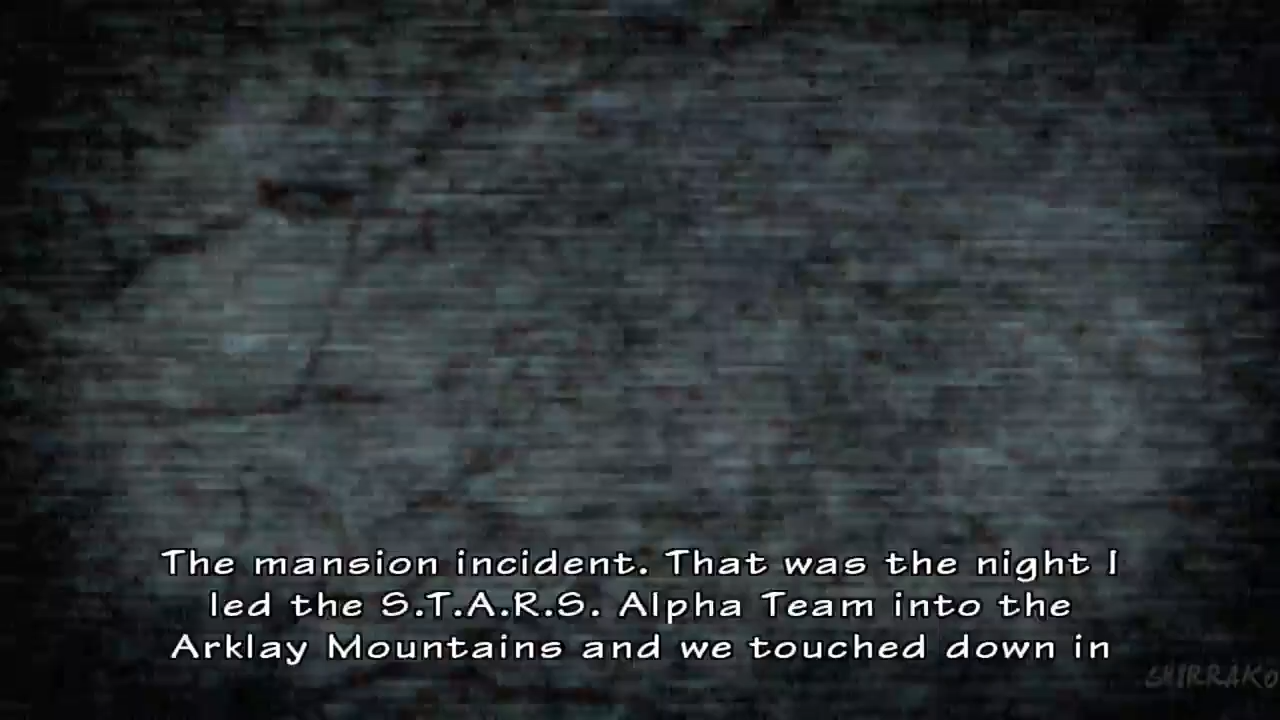 The mansion incident. That was the night I
led the S.T.A.R.S. Alpha Team into the
Arklay Mountains and we touched down in
SHIRRAKO